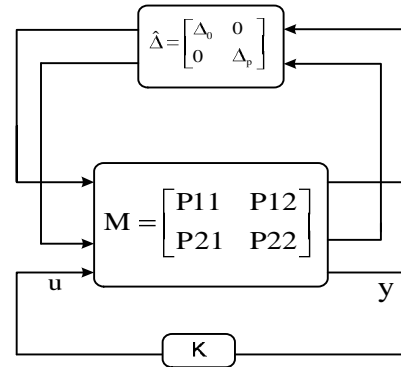 Δ̂ = [Δ₀ 0
0 Δₚ]
M = [P11 P12
P21 P22]
u
y
K